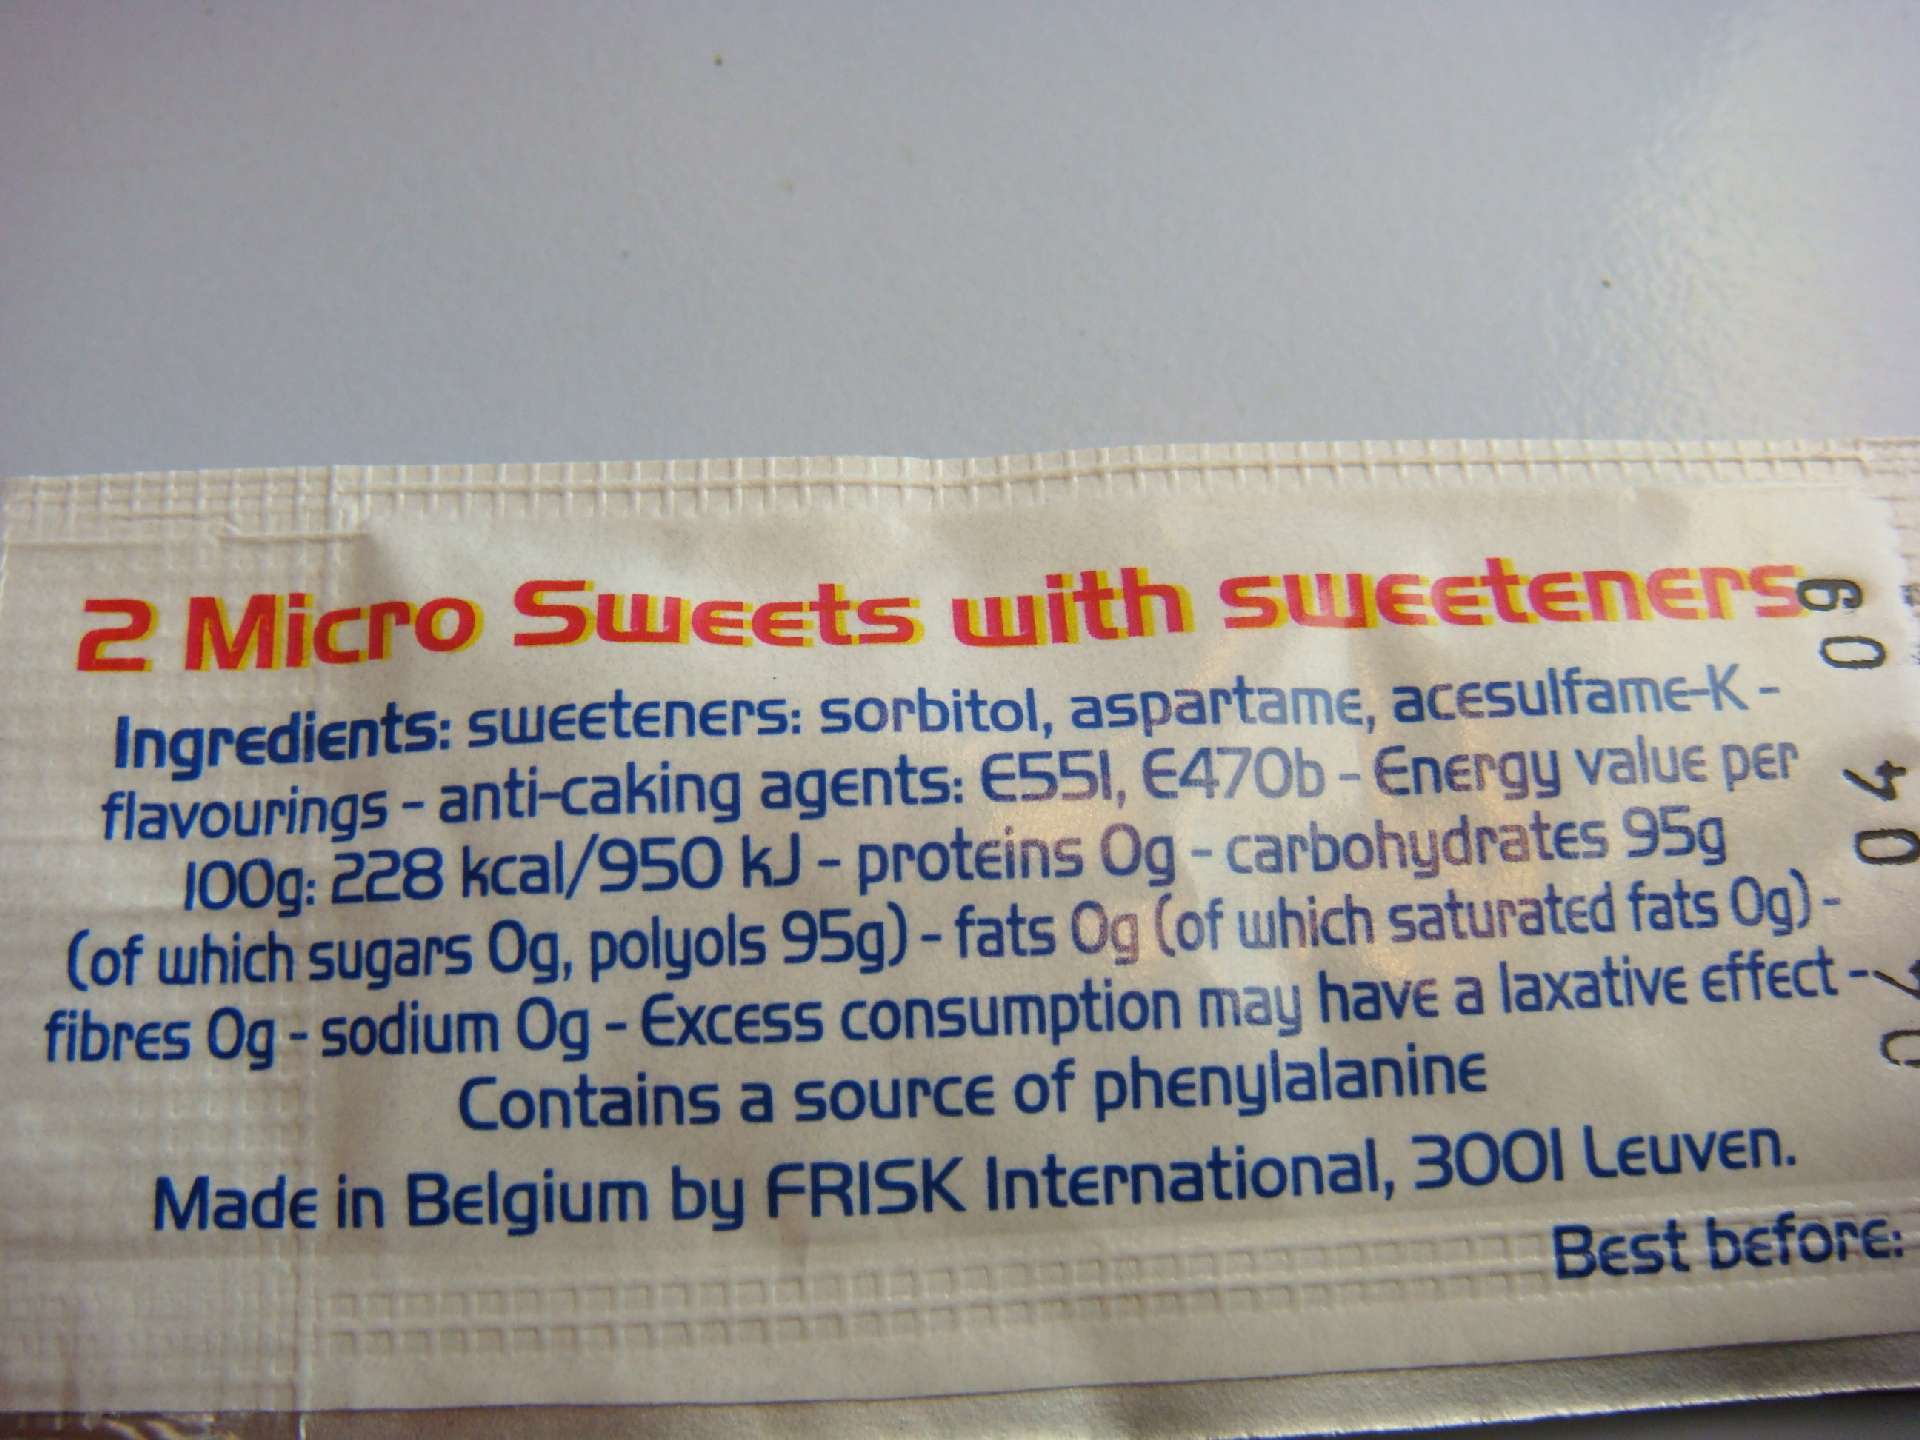 2 Micro Sweets with sweeteners
Ingredients: sweeteners: sorbitol, aspartame, acesulfame-K -
flavourings - anti-caking agents: E551, E470b - Energy value per
100g: 228 kcal/950 kJ - proteins 0g - carbohydrates 95g
(of which sugars 0g, polyols 95g) - fats 0g (of which saturated fats 0g) -
fibres 0g - sodium 0g - Excess consumption may have a laxative effect -
Contains a source of phenylalanine
Made in Belgium by FRISK International, 3001 Leuven.
Best before:
04 09